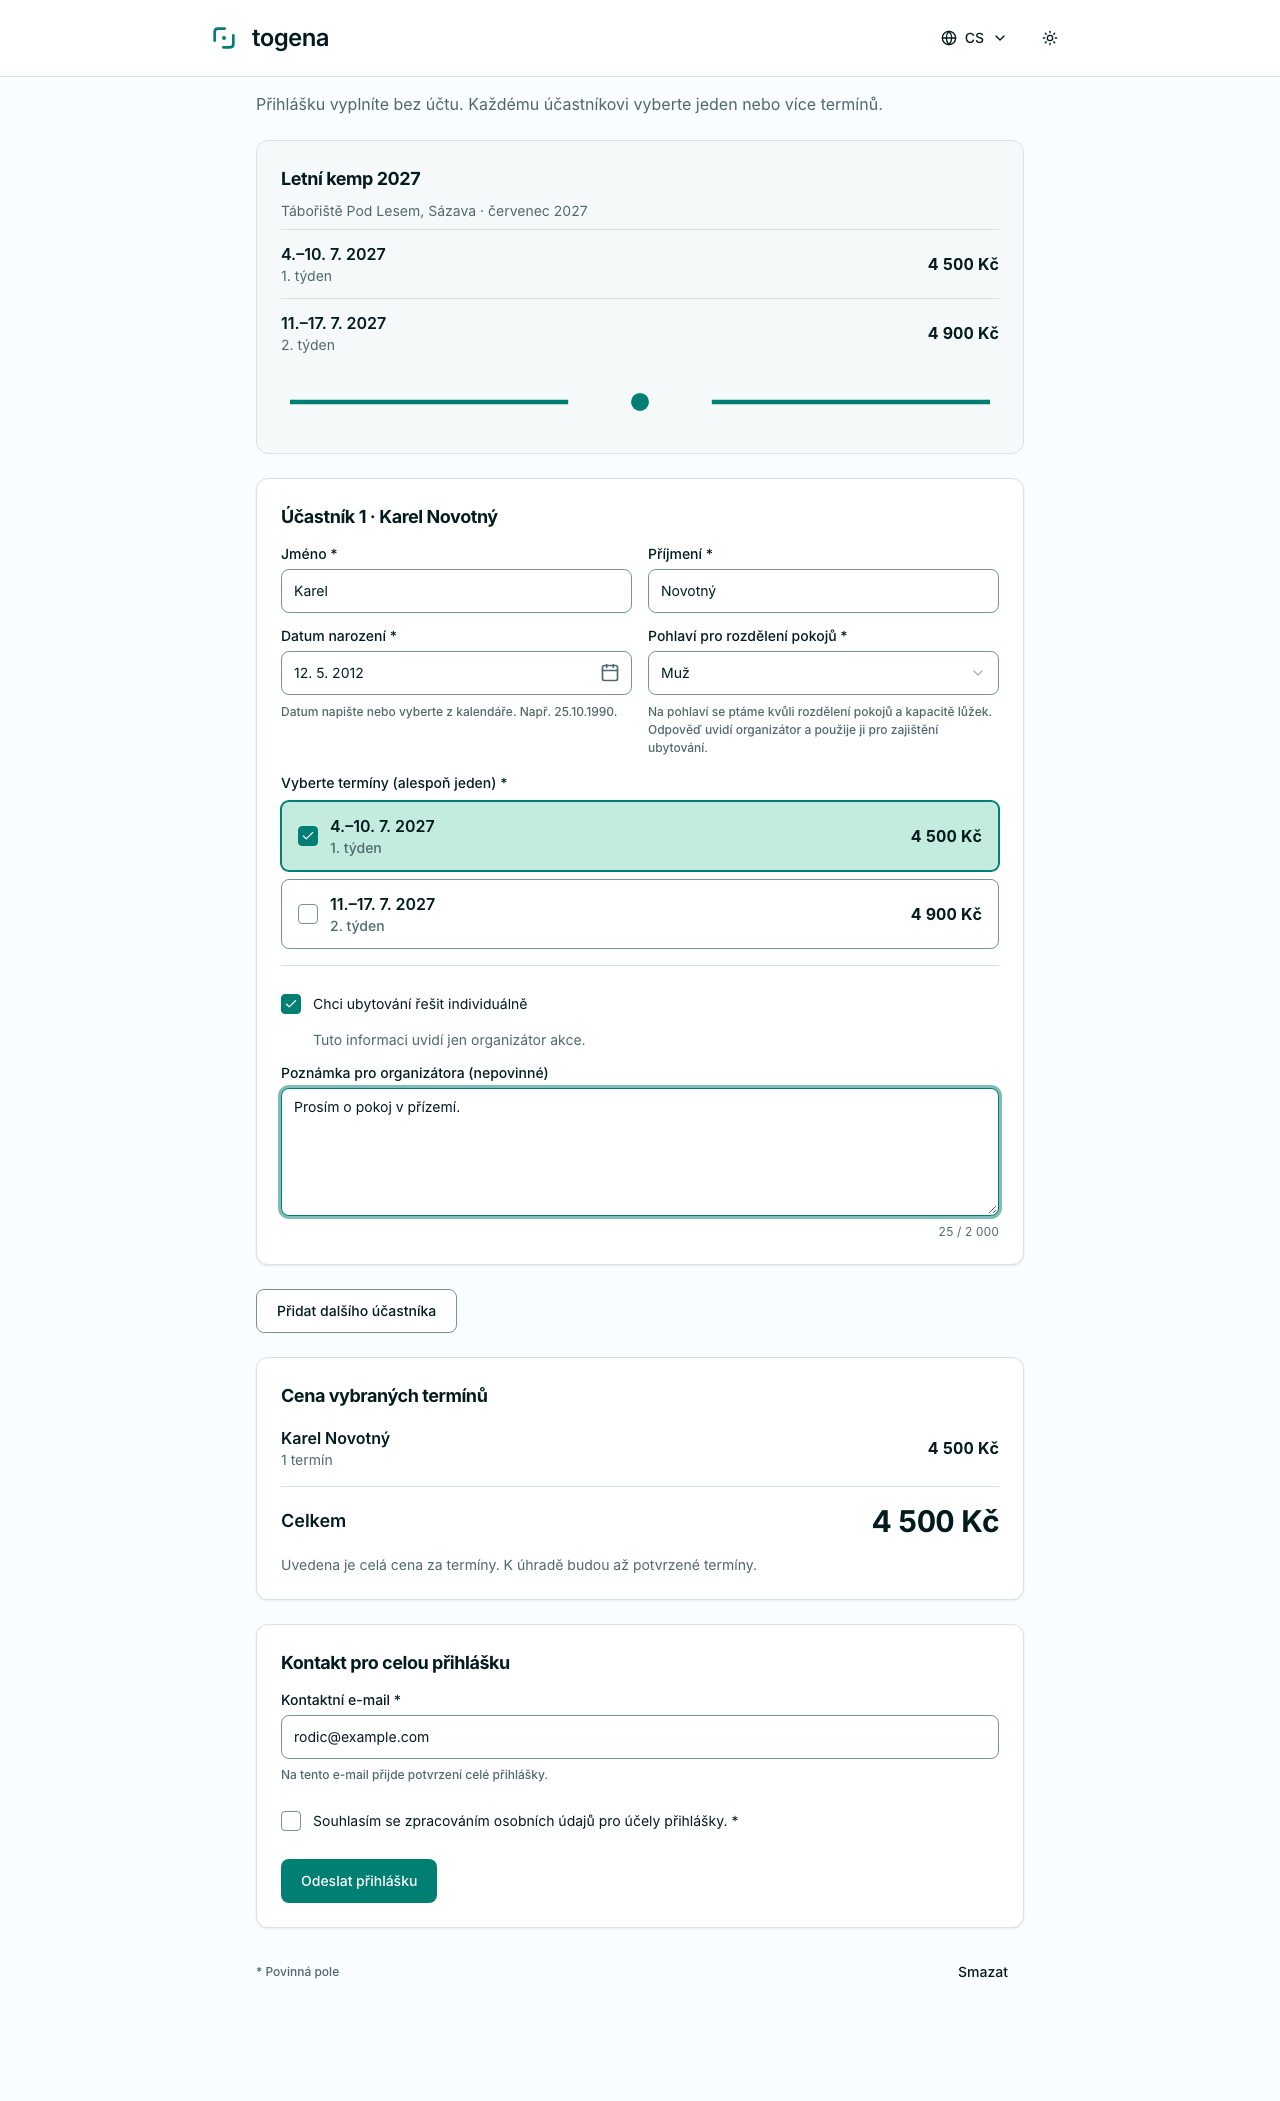 togena
CS
Přihlášku vyplníte bez účtu. Každému účastníkovi vyberte jeden nebo více termínů.
Letní kemp 2027
Tábořiště Pod Lesem, Sázava · červenec 2027
4.–10. 7. 2027
1. týden
4 500 Kč
11.–17. 7. 2027
2. týden
4 900 Kč
Účastník 1 · Karel Novotný
Jméno *
Příjmení *
Karel
Novotný
Datum narození *
Pohlaví pro rozdělení pokojů *
12. 5. 2012
Muž
Datum napište nebo vyberte z kalendáře. Např. 25.10.1990.
Na pohlaví se ptáme kvůli rozdělení pokojů a kapacitě lůžek.
Odpověď uvidí organizátor a použije ji pro zajištění
ubytování.
Vyberte termíny (alespoň jeden) *
4.–10. 7. 2027
1. týden
4 500 Kč
11.–17. 7. 2027
2. týden
4 900 Kč
Chci ubytování řešit individuálně
Tuto informaci uvidí jen organizátor akce.
Poznámka pro organizátora (nepovinné)
Prosím o pokoj v přízemí.
25 / 2 000
Přidat dalšího účastníka
Cena vybraných termínů
Karel Novotný
1 termín
4 500 Kč
Celkem
4 500 Kč
Uvedena je celá cena za termíny. K úhradě budou až potvrzené termíny.
Kontakt pro celou přihlášku
Kontaktní e-mail *
rodic@example.com
Na tento e-mail přijde potvrzení celé přihlášky.
Souhlasím se zpracováním osobních údajů pro účely přihlášky. *
Odeslat přihlášku
* Povinná pole
Smazat